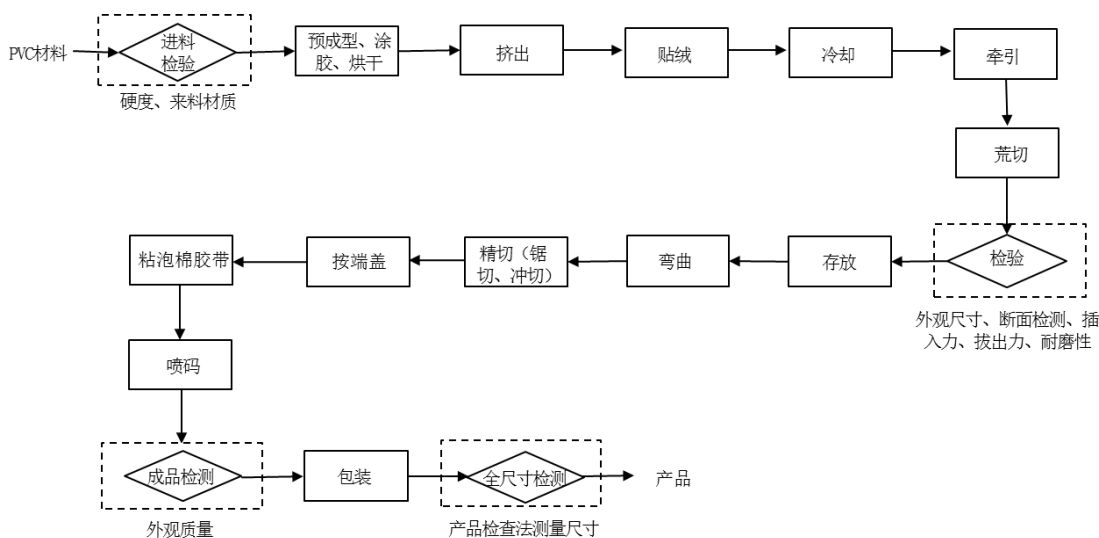 PVC材料
进料
检验
硬度、来料材质
预成型、涂
胶、烘干
挤出
贴绒
冷却
牵引
荒切
检验
外观尺寸、断面检测、插
入力、拔出力、耐磨性
存放
弯曲
精切（锯
切、冲切）
按端盖
粘泡棉胶带
喷码
成品检测
外观质量
包装
全尺寸检测
产品检查法测量尺寸
产品